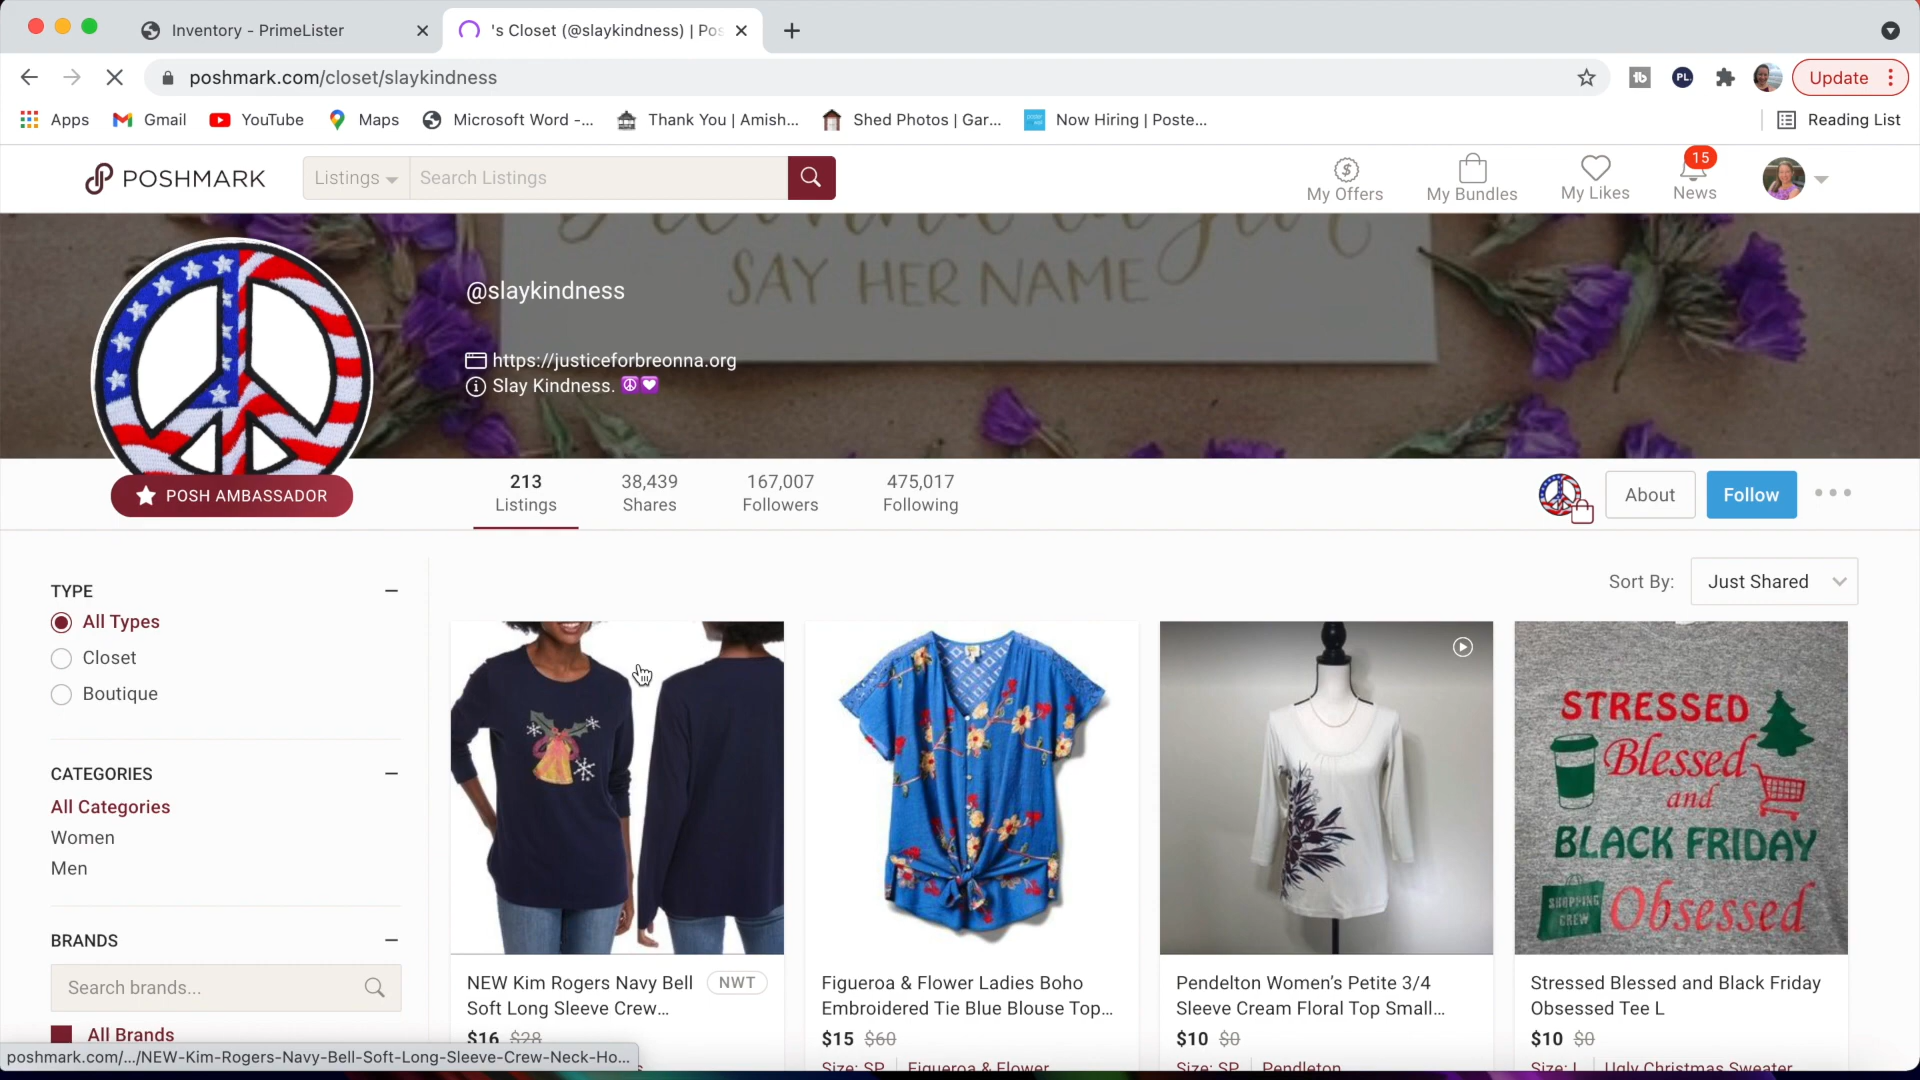 Inventory - PrimeLister
's Closet (@slaykindness) | Pos
poshmark.com/closet/slaykindness
tb
PL
Update
Apps
Gmail
YouTube
Maps
Microsoft Word -...
Thank You | Amish...
Shed Photos | Gar...
Now Hiring | Poste...
Reading List
POSHMARK
Listings
Search Listings
My Offers
My Bundles
My Likes
15
News
SAY HER NAME
@slaykindness
https://justiceforbreonna.org
Slay Kindness.
POSH AMBASSADOR
213
Listings
38,439
Shares
167,007
Followers
475,017
Following
About
Follow
Sort By:
Just Shared
TYPE
All Types
Closet
Boutique
CATEGORIES
All Categories
Women
Men
BRANDS
Search brands...
All Brands
STRESSED
Blessed
and
BLACK FRIDAY
SHOPPING
CREW
Obsessed
NEW Kim Rogers Navy Bell
Soft Long Sleeve Crew...
NWT
$16 $28
Figueroa & Flower Ladies Boho
Embroidered Tie Blue Blouse Top...
$15 $60
Size: SP | Figueroa & Flower
Pendelton Women's Petite 3/4
Sleeve Cream Floral Top Small...
$10 $0
Size: SP | Pendleton
Stressed Blessed and Black Friday
Obsessed Tee L
$10 $0
Size: L | Ugly Christmas Sweater
poshmark.com/.../NEW-Kim-Rogers-Navy-Bell-Soft-Long-Sleeve-Crew-Neck-Ho...